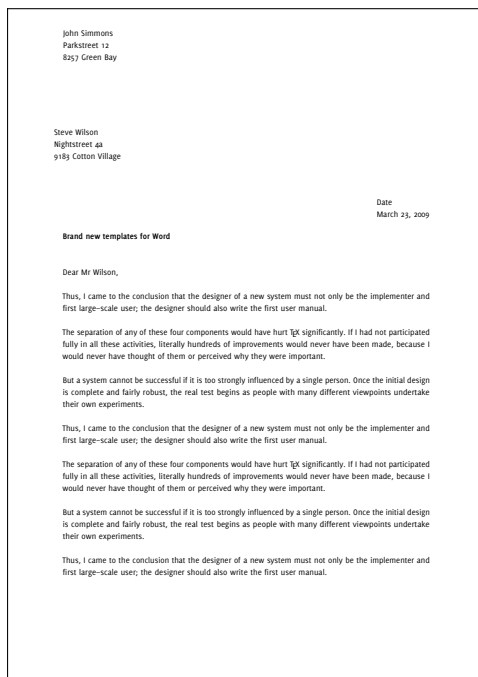 John Simmons
Parkstreet 12
8257 Green Bay
Steve Wilson
Nightstreet 4a
9183 Cotton Village
Date
March 23, 2009
Brand new templates for Word
Dear Mr Wilson,
Thus, I came to the conclusion that the designer of a new system must not only be the implementer and
first large-scale user; the designer should also write the first user manual.
The separation of any of these four components would have hurt TEX significantly. If I had not participated
fully in all these activities, literally hundreds of improvements would never have been made, because I
would never have thought of them or perceived why they were important.
But a system cannot be successful if it is too strongly influenced by a single person. Once the initial design
is complete and fairly robust, the real test begins as people with many different viewpoints undertake
their own experiments.
Thus, I came to the conclusion that the designer of a new system must not only be the implementer and
first large-scale user; the designer should also write the first user manual.
The separation of any of these four components would have hurt TEX significantly. If I had not participated
fully in all these activities, literally hundreds of improvements would never have been made, because I
would never have thought of them or perceived why they were important.
But a system cannot be successful if it is too strongly influenced by a single person. Once the initial design
is complete and fairly robust, the real test begins as people with many different viewpoints undertake
their own experiments.
Thus, I came to the conclusion that the designer of a new system must not only be the implementer and
first large-scale user; the designer should also write the first user manual.